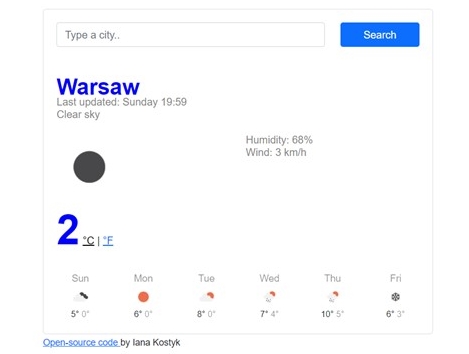 Type a city..
Search
Warsaw
Last updated: Sunday 19:59
Clear sky
Humidity: 68%
Wind: 3 km/h
2 °C | °F
Sun Mon Tue Wed Thu Fri
5° 0° 6° 0° 8° 0° 7° 4° 10° 5° 6° 3°
Open-source code by Iana Kostyk